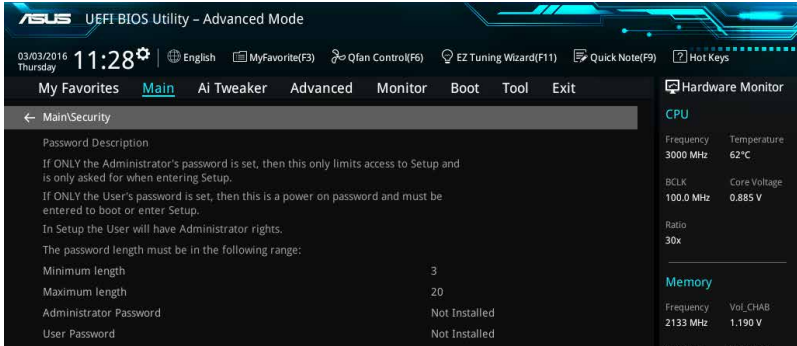 ASUS UEFI BIOS Utility – Advanced Mode
03/03/2016 Thursday 11:28 English MyFavorite(F3) Qfan Control(F6) EZ Tuning Wizard(F11) Quick Note(F9) ? Hot Keys
My Favorites Main Ai Tweaker Advanced Monitor Boot Tool Exit
Main\Security
Password Description
If ONLY the Administrator's password is set, then this only limits access to Setup and
is only asked for when entering Setup.
If ONLY the User's password is set, then this is a power on password and must be
entered to boot or enter Setup.
In Setup the User will have Administrator rights.
The password length must be in the following range:
Minimum length 3
Maximum length 20
Administrator Password Not Installed
User Password Not Installed
Hardware Monitor
CPU
Frequency Temperature
3000 MHz 62°C
BCLK Core Voltage
100.0 MHz 0.885 V
Ratio
30x
Memory
Frequency Vol_CHAB
2133 MHz 1.190 V